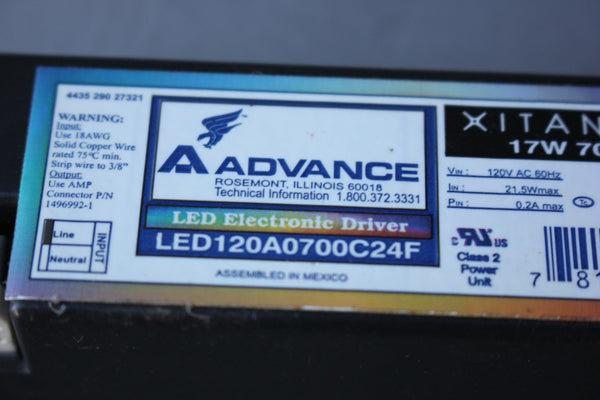 4435 290 27321
WARNING:
Input:
Use 18AWG
Solid Copper Wire
rated 75°C min.
Strip wire to 3/8"
Output:
Use AMP
Connector P/N
1496992-1
Line
Neutral
INPUT
ADVANCE
ROSEMONT, ILLINOIS 60018
Technical Information 1.800.372.3331
LED Electronic Driver
LED120A0700C24F
ASSEMBLED IN MEXICO
XITAN
17W 70
VIN : 120V AC 60Hz
IIN : 21.5Wmax
PIN : 0.2A max
Tc
US
Class 2
Power
Unit
7 81